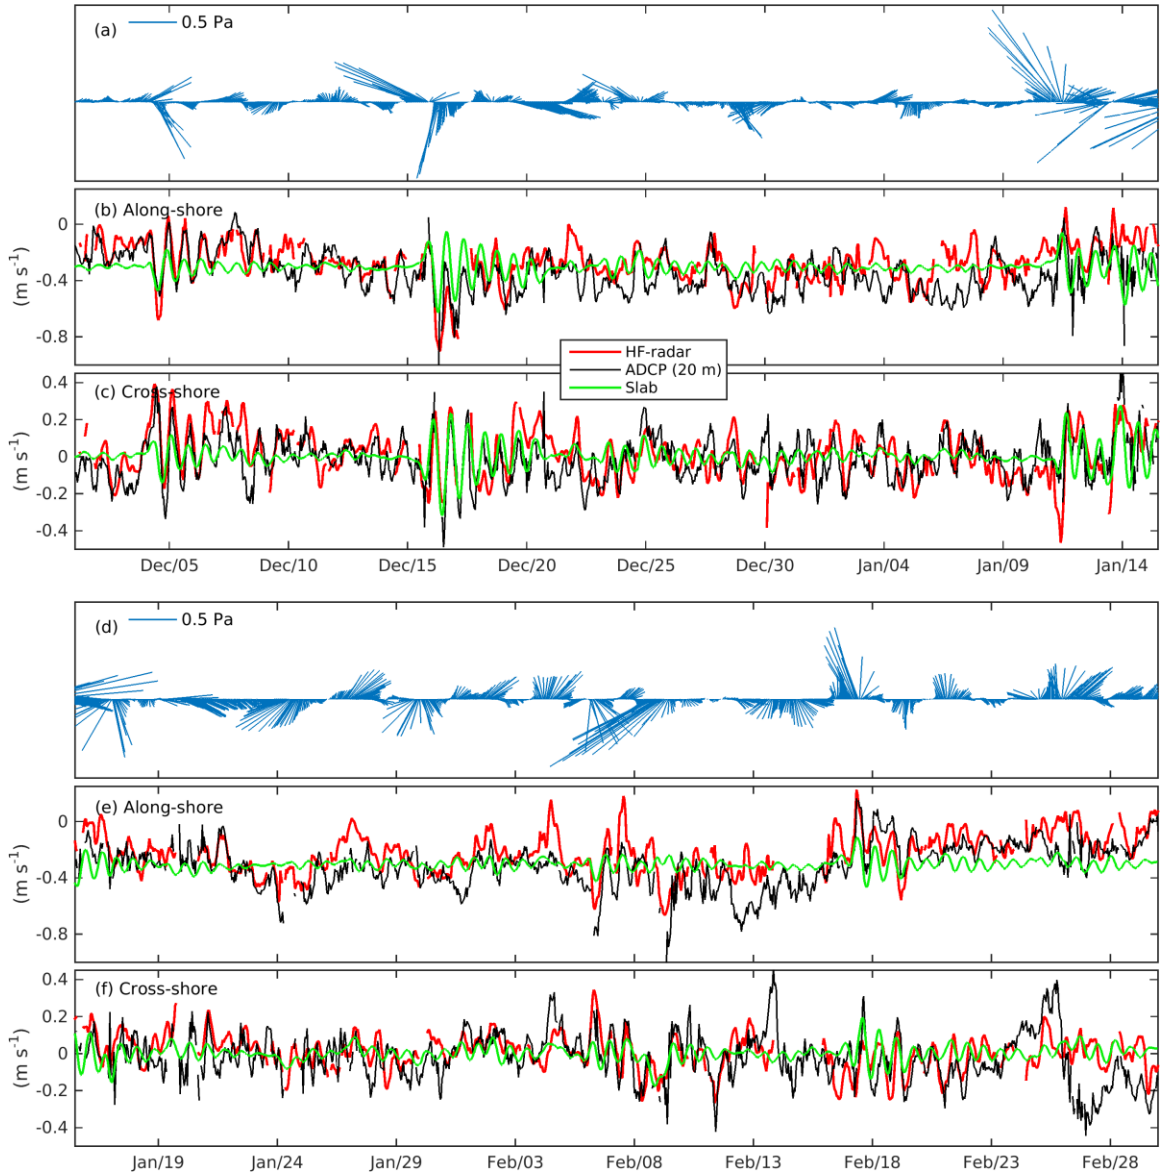 (a) 0.5 Pa
(b) Along-shore
0
-0.4
-0.8
(m s⁻¹)
HF-radar
ADCP (20 m)
Slab
(c) Cross-shore
0.4
0.2
0
-0.2
-0.4
(m s⁻¹)
Dec/05 Dec/10 Dec/15 Dec/20 Dec/25 Dec/30 Jan/04 Jan/09 Jan/14
(d) 0.5 Pa
(e) Along-shore
0
-0.4
-0.8
(m s⁻¹)
(f) Cross-shore
0.4
0.2
0
-0.2
-0.4
(m s⁻¹)
Jan/19 Jan/24 Jan/29 Feb/03 Feb/08 Feb/13 Feb/18 Feb/23 Feb/28